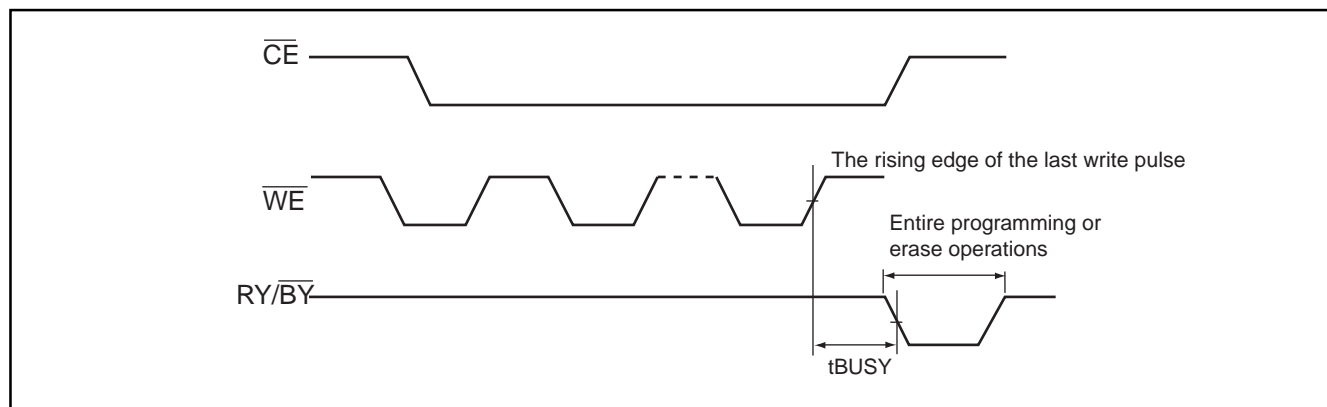 CE
WE
The rising edge of the last write pulse
Entire programming or
erase operations
RY/BY
tBUSY